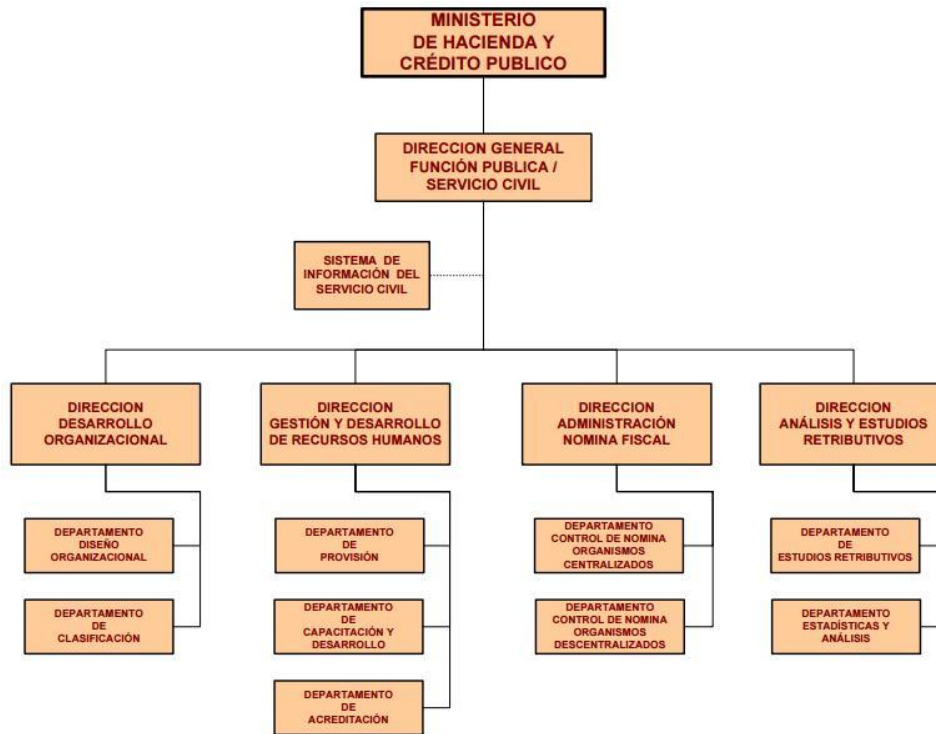 MINISTERIO
DE HACIENDA Y
CRÉDITO PUBLICO
DIRECCION GENERAL
FUNCIÓN PUBLICA /
SERVICIO CIVIL
SISTEMA DE
INFORMACIÓN DEL
SERVICIO CIVIL
DIRECCION
DESARROLLO
ORGANIZACIONAL
DIRECCION
GESTIÓN Y DESARROLLO
DE RECURSOS HUMANOS
DIRECCION
ADMINISTRACIÓN
NOMINA FISCAL
DIRECCION
ANÁLISIS Y ESTUDIOS
RETRIBUTIVOS
DEPARTAMENTO
DISEÑO
ORGANIZACIONAL
DEPARTAMENTO
DE
PROVISIÓN
DEPARTAMENTO
CONTROL DE NOMINA
ORGANISMOS
CENTRALIZADOS
DEPARTAMENTO
DE
ESTUDIOS RETRIBUTIVOS
DEPARTAMENTO
DE
CLASIFICACIÓN
DEPARTAMENTO
DE
CAPACITACIÓN Y
DESARROLLO
DEPARTAMENTO
CONTROL DE NOMINA
ORGANISMOS
DESCENTRALIZADOS
DEPARTAMENTO
ESTADÍSTICAS Y
ANÁLISIS
DEPARTAMENTO
DE
ACREDITACIÓN